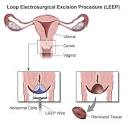 Loop Electrosurgical Excision Procedure (LEEP)
Uterus
Cervix
Vagina
Abnormal Cells
LEEP Wire
Removed Tissue